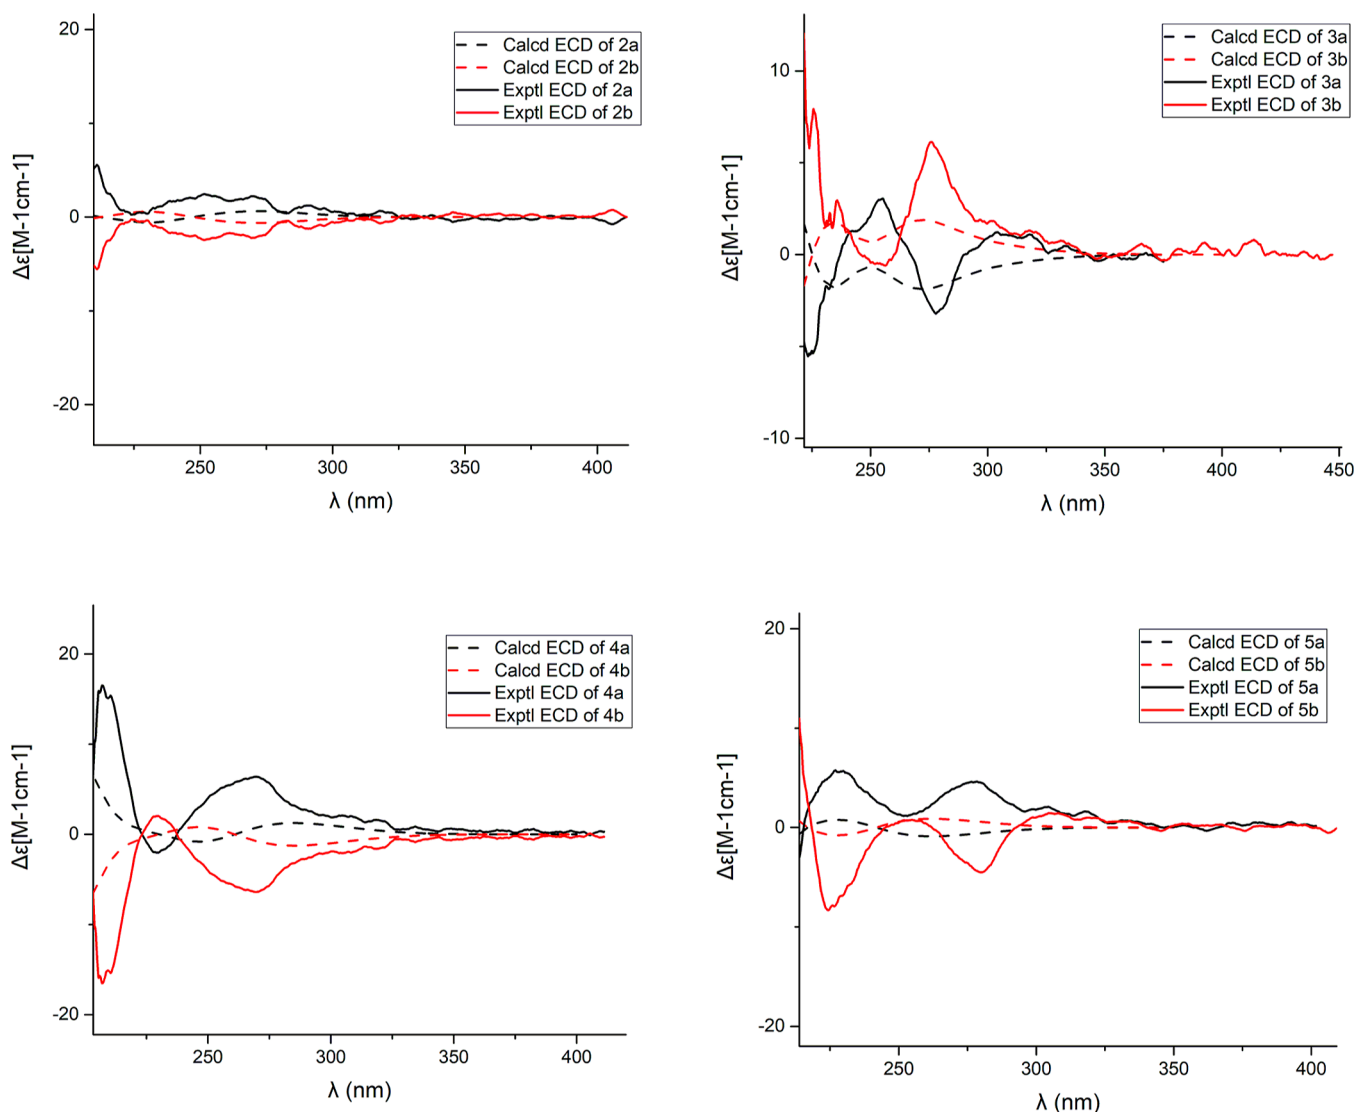 20
0
-20
Δε[M-1cm-1]
250
300
350
400
λ (nm)
Calcd ECD of 2a
Calcd ECD of 2b
Exptl ECD of 2a
Exptl ECD of 2b
10
0
-10
Δε[M-1cm-1]
250
300
350
400
450
λ (nm)
Calcd ECD of 3a
Calcd ECD of 3b
Exptl ECD of 3a
Exptl ECD of 3b
20
0
-20
Δε[M-1cm-1]
250
300
350
400
λ (nm)
Calcd ECD of 4a
Calcd ECD of 4b
Exptl ECD of 4a
Exptl ECD of 4b
20
0
-20
Δε[M-1cm-1]
250
300
350
400
λ (nm)
Calcd ECD of 5a
Calcd ECD of 5b
Exptl ECD of 5a
Exptl ECD of 5b